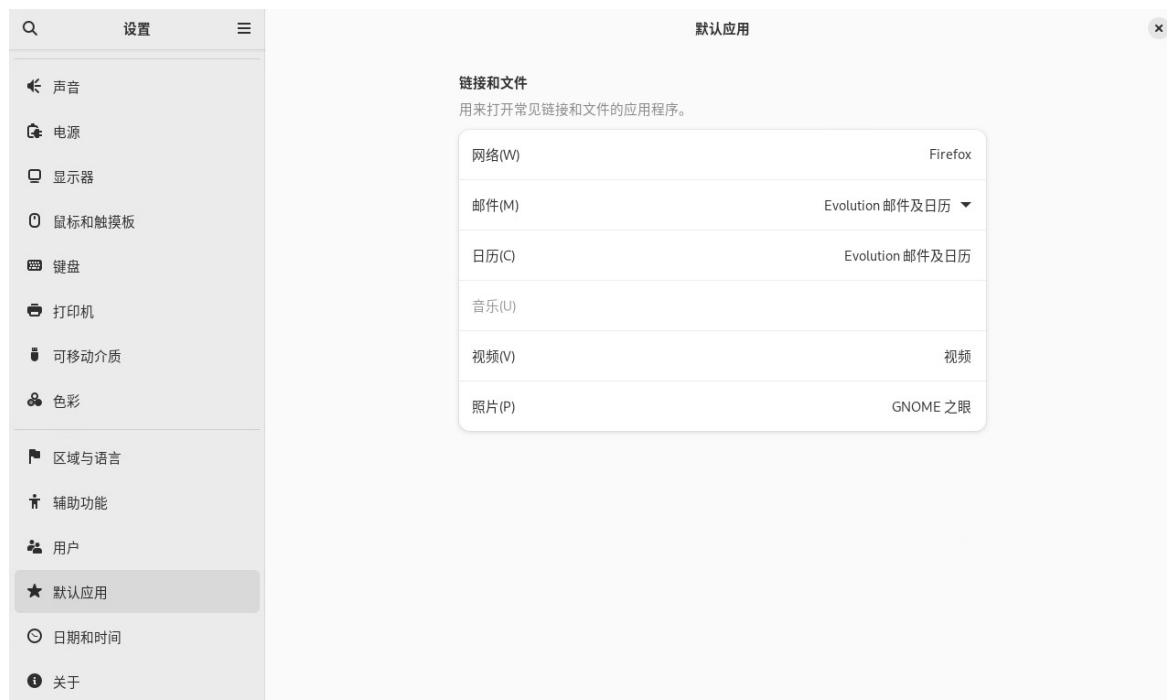 设置
默认应用
声音
电源
显示器
鼠标和触摸板
键盘
打印机
可移动介质
色彩
区域与语言
辅助功能
用户
默认应用
日期和时间
关于
链接和文件
用来打开常见链接和文件的应用程序。
网络(W) Firefox
邮件(M) Evolution 邮件及日历
日历(C) Evolution 邮件及日历
音乐(U)
视频(V) 视频
照片(P) GNOME 之眼